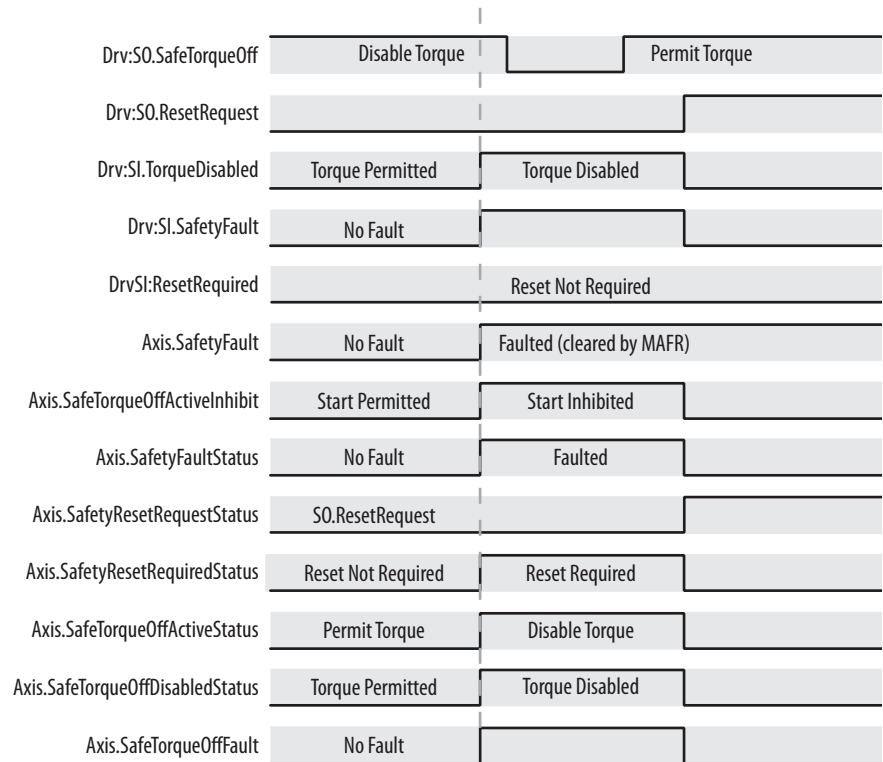 Drv:SO.SafeTorqueOff Disable Torque Permit Torque
Drv:SO.ResetRequest
Drv:SI.TorqueDisabled Torque Permitted Torque Disabled
Drv:SI.SafetyFault No Fault
DrvSI:ResetRequired Reset Not Required
Axis.SafetyFault No Fault Faulted (cleared by MAFR)
Axis.SafeTorqueOffActiveInhibit Start Permitted Start Inhibited
Axis.SafetyFaultStatus No Fault Faulted
Axis.SafetyResetRequestStatus SO.ResetRequest
Axis.SafetyResetRequiredStatus Reset Not Required Reset Required
Axis.SafeTorqueOffActiveStatus Permit Torque Disable Torque
Axis.SafeTorqueOffDisabledStatus Torque Permitted Torque Disabled
Axis.SafeTorqueOffFault No Fault